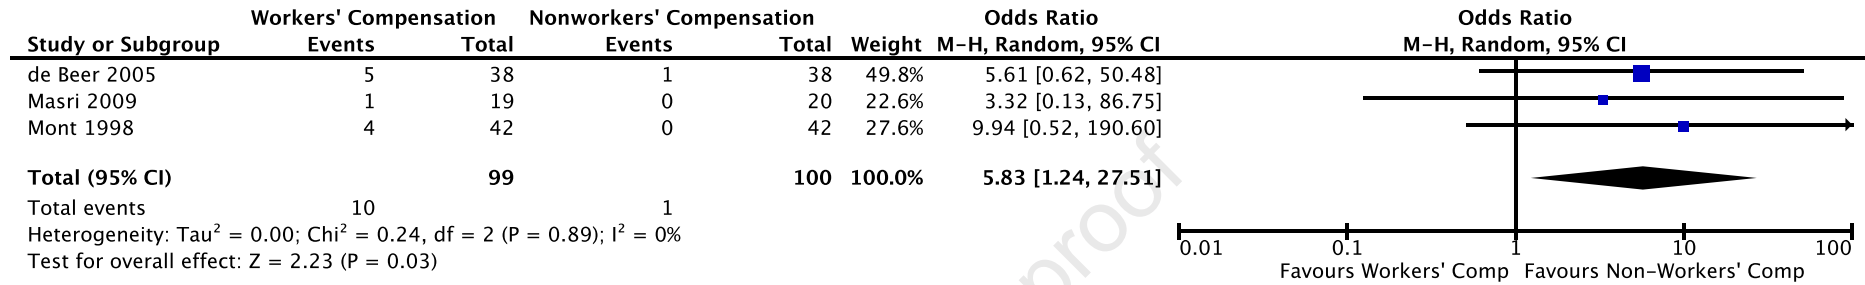 Workers' Compensation Nonworkers' Compensation Odds Ratio Odds Ratio
Study or Subgroup Events Total Events Total Weight M-H, Random, 95% CI M-H, Random, 95% CI
de Beer 2005 5 38 1 38 49.8% 5.61 [0.62, 50.48]
Masri 2009 1 19 0 20 22.6% 3.32 [0.13, 86.75]
Mont 1998 4 42 0 42 27.6% 9.94 [0.52, 190.60]
Total (95% CI) 99 100 100.0% 5.83 [1.24, 27.51]
Total events 10 1
Heterogeneity: Tau² = 0.00; Chi² = 0.24, df = 2 (P = 0.89); I² = 0%
Test for overall effect: Z = 2.23 (P = 0.03)
0.01 0.1 1 10 100
Favours Workers' Comp Favours Non-Workers' Comp
proof